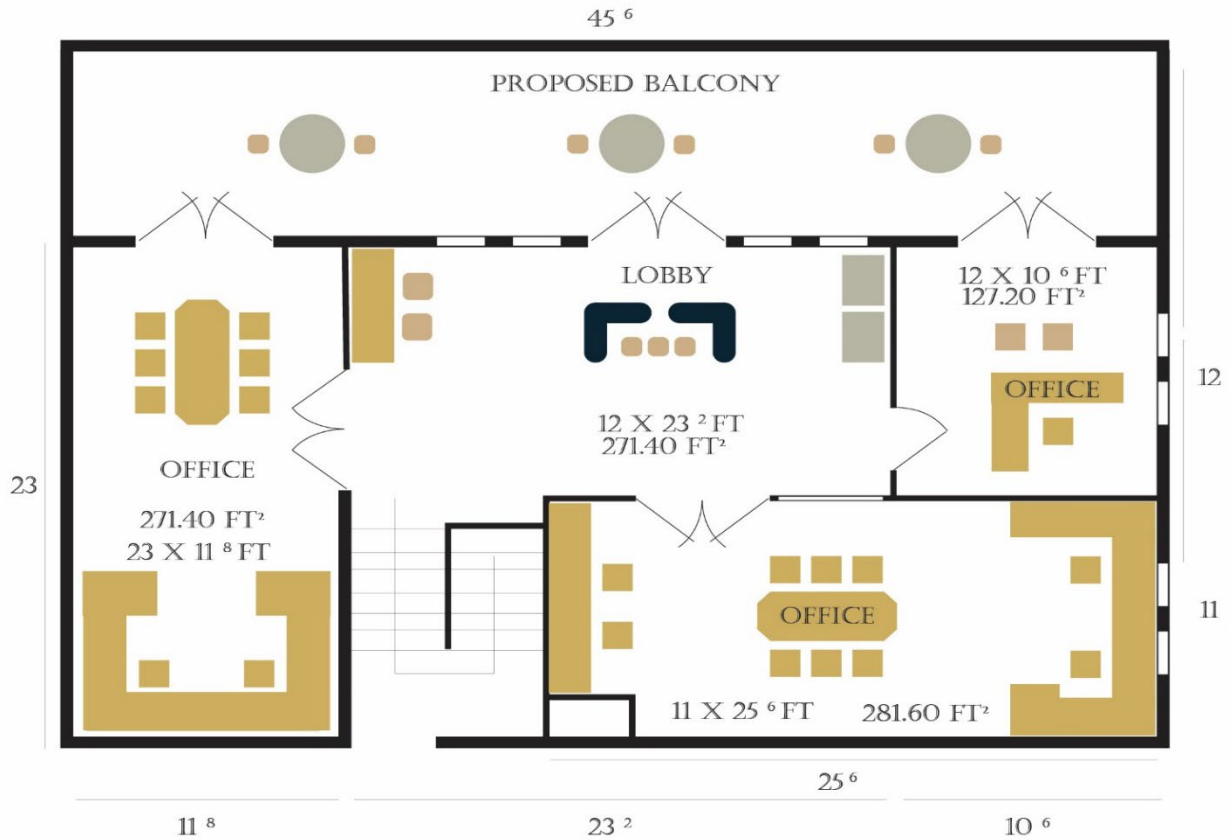 45 ⁶
PROPOSED BALCONY
LOBBY
12 X 10 ⁶ FT
127.20 FT²
OFFICE
12
12 X 23 ² FT
271.40 FT²
OFFICE
23
271.40 FT²
23 X 11 ⁸ FT
OFFICE
11
11 X 25 ⁶ FT
281.60 FT²
25 ⁶
11 ⁸
23 ²
10 ⁶